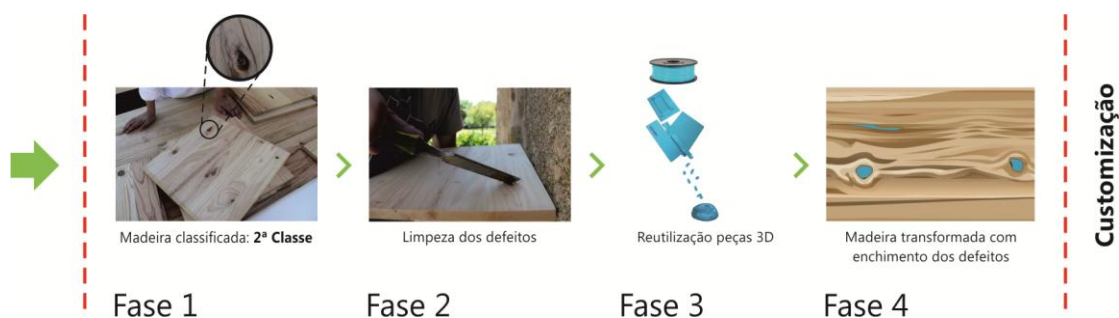 Madeira classificada: 2ª Classe
Limpeza dos defeitos
Reutilização peças 3D
Madeira transformada com
enchimento dos defeitos
Fase 1
Fase 2
Fase 3
Fase 4
Customização